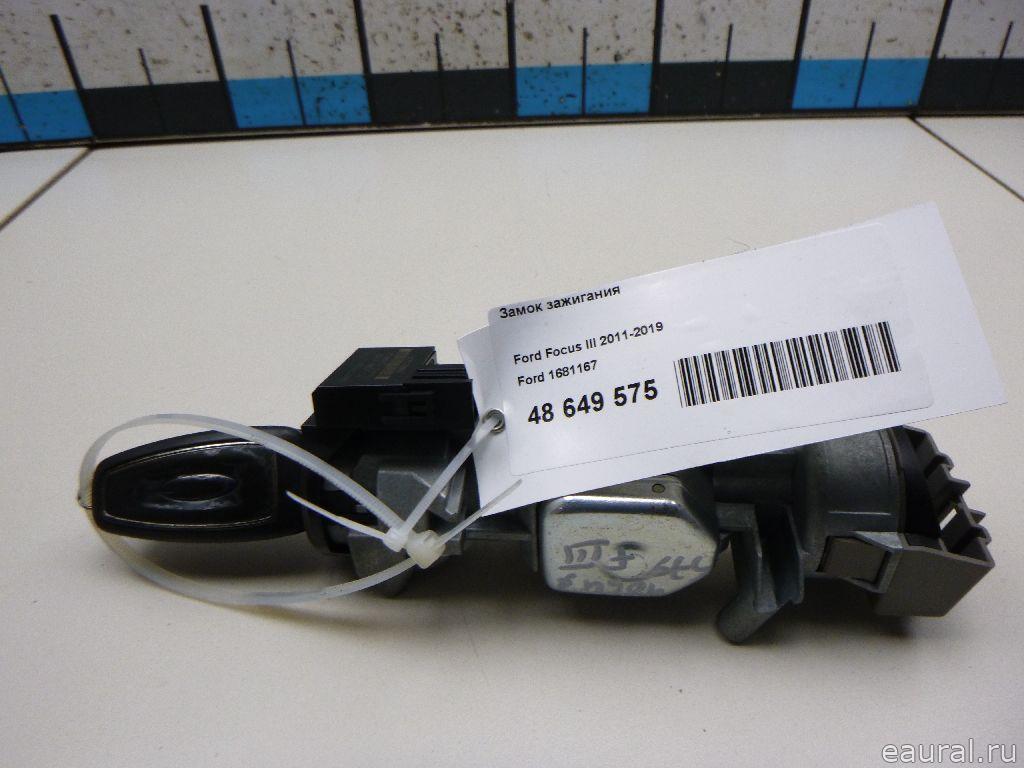 Замок зажигания
Ford Focus III 2011-2019
Ford 1681167
48 649 575
eaural.ru